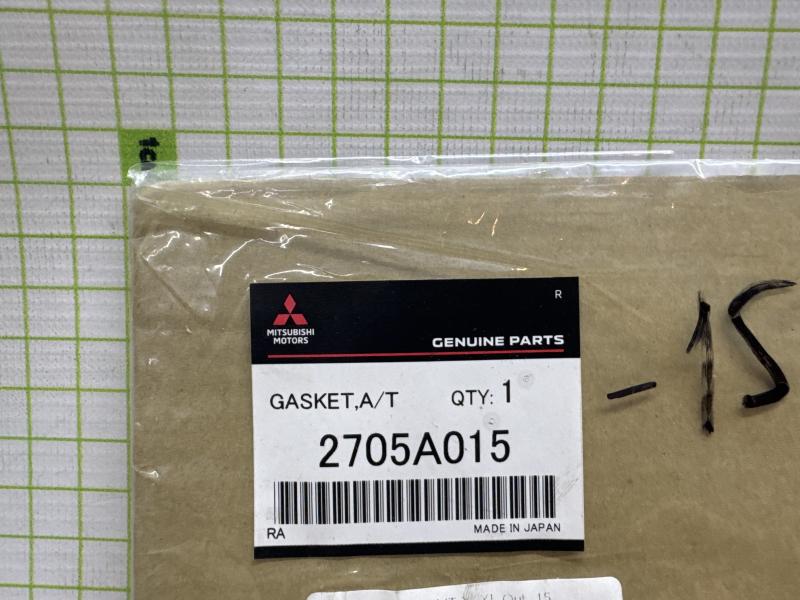 R
MITSUBISHI
MOTORS
GENUINE PARTS
GASKET,A/T QTY: 1
2705A015
RA MADE IN JAPAN
-15